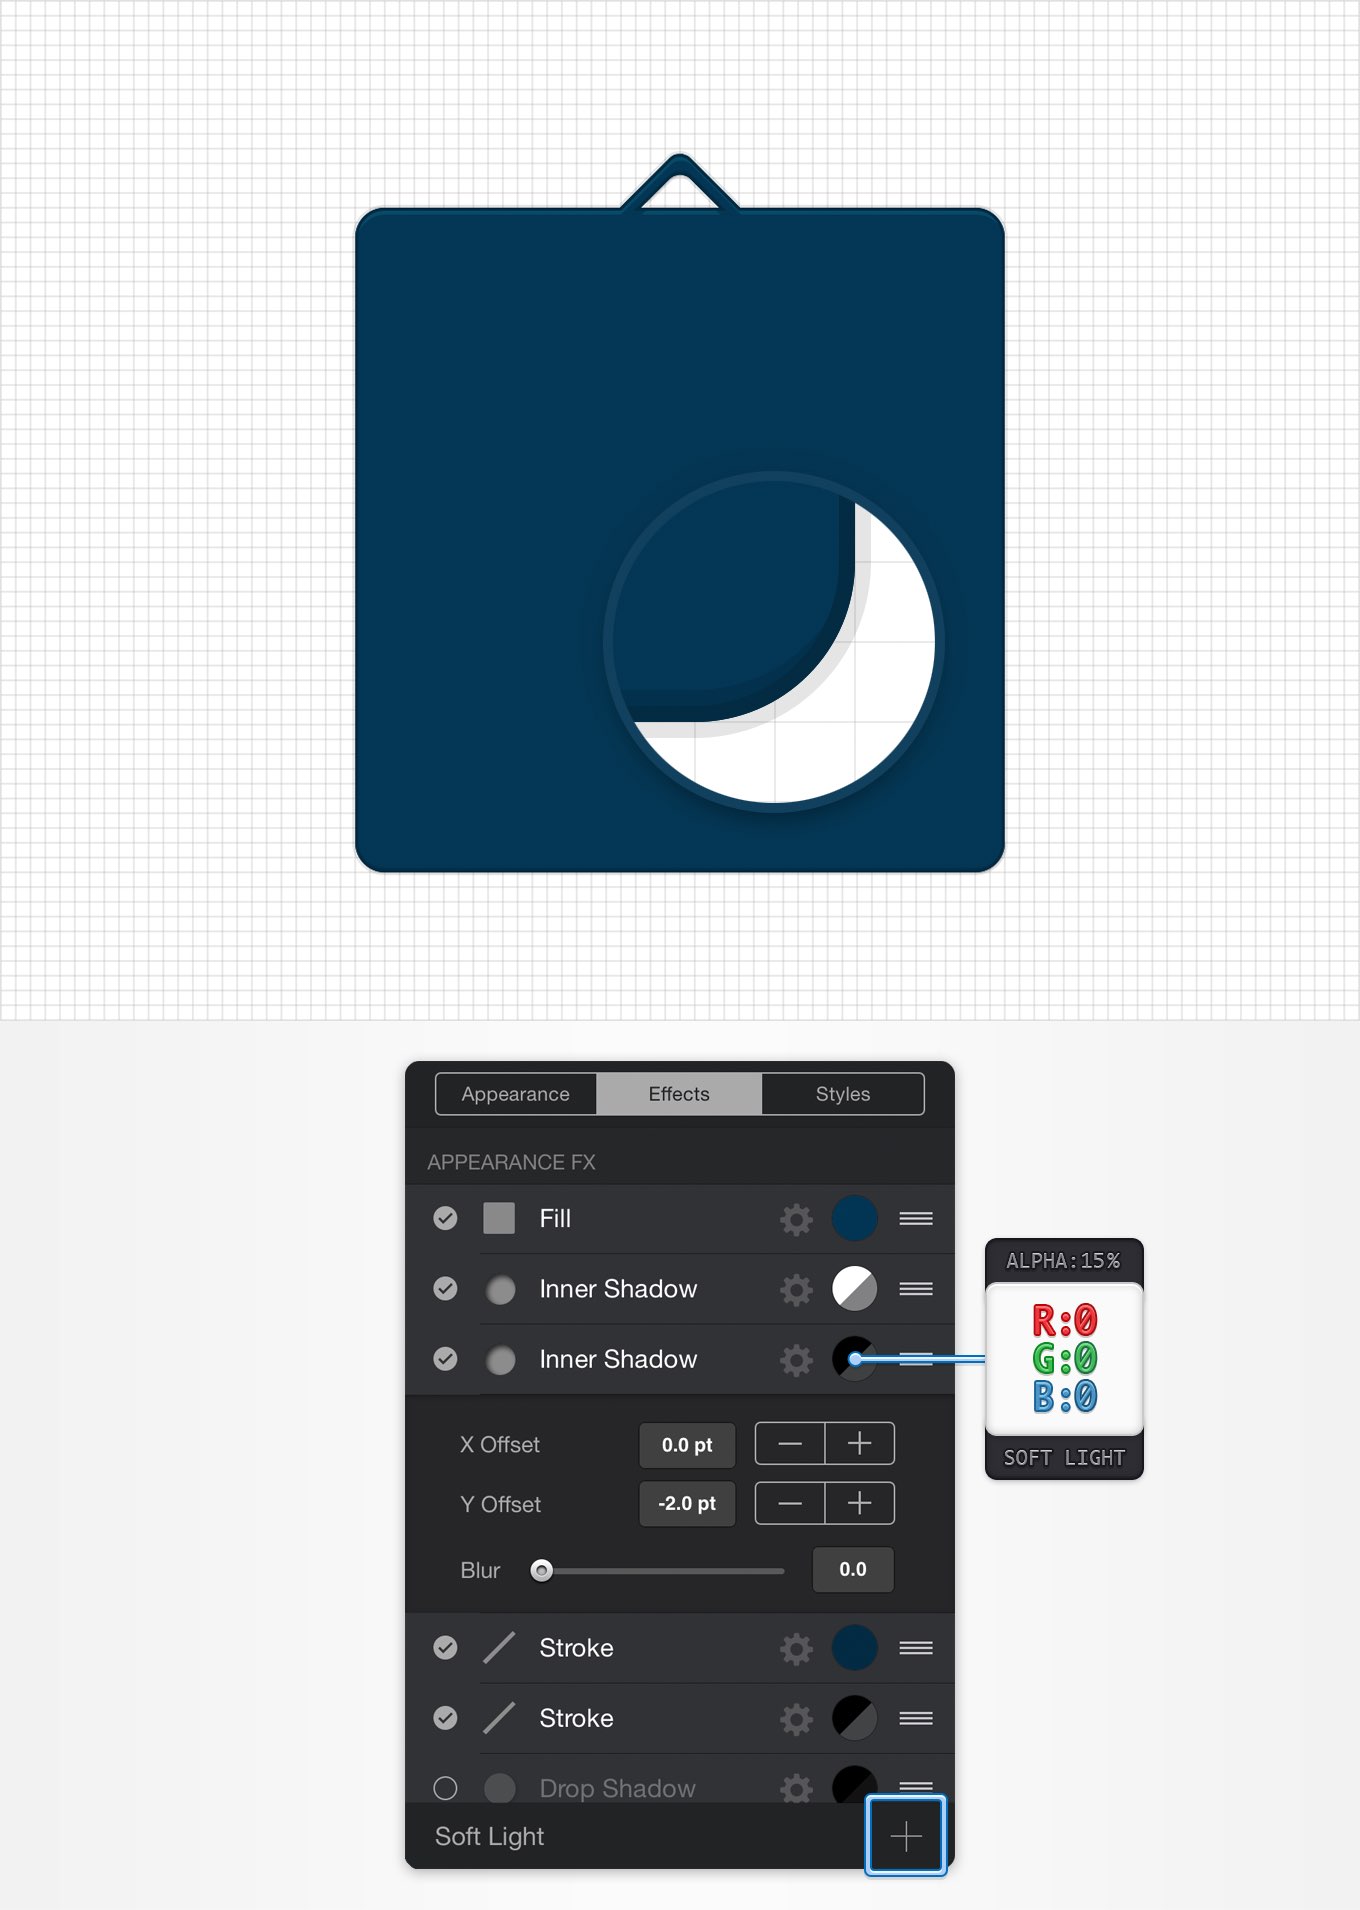 Appearance Effects Styles
APPEARANCE FX
Fill
Inner Shadow
Inner Shadow
ALPHA:15%
R:0
G:0
B:0
SOFT LIGHT
X Offset 0.0 pt
Y Offset -2.0 pt
Blur 0.0
Stroke
Stroke
Drop Shadow
Soft Light